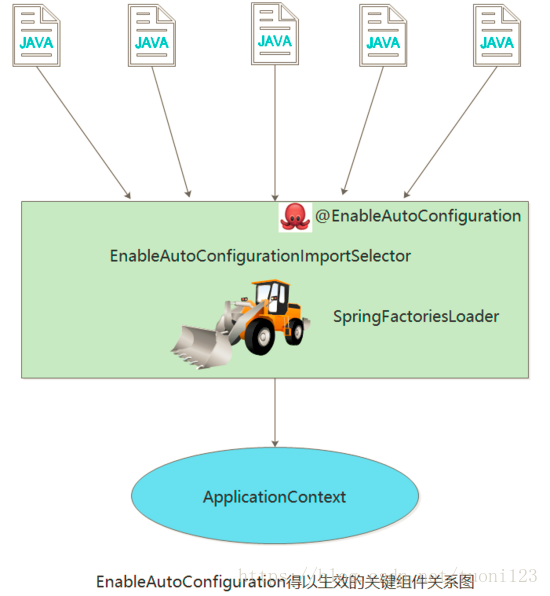 JAVA JAVA JAVA JAVA JAVA
@EnableAutoConfiguration
EnableAutoConfigurationImportSelector
SpringFactoriesLoader
ApplicationContext
https://blog.csdn.net/tuoni123
EnableAutoConfiguration得以生效的关键组件关系图